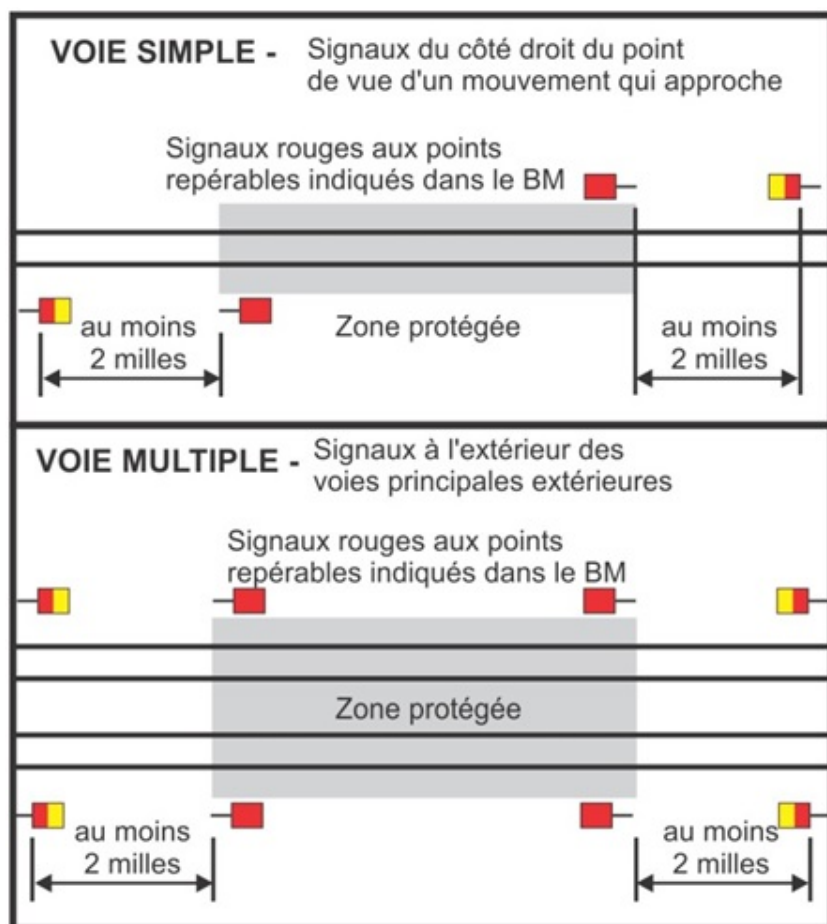 VOIE SIMPLE - Signaux du côté droit du point
de vue d'un mouvement qui approche
Signaux rouges aux points
repérables indiqués dans le BM
au moins
2 milles
Zone protégée
au moins
2 milles
VOIE MULTIPLE - Signaux à l'extérieur des
voies principales extérieures
Signaux rouges aux points
repérables indiqués dans le BM
Zone protégée
au moins
2 milles
au moins
2 milles